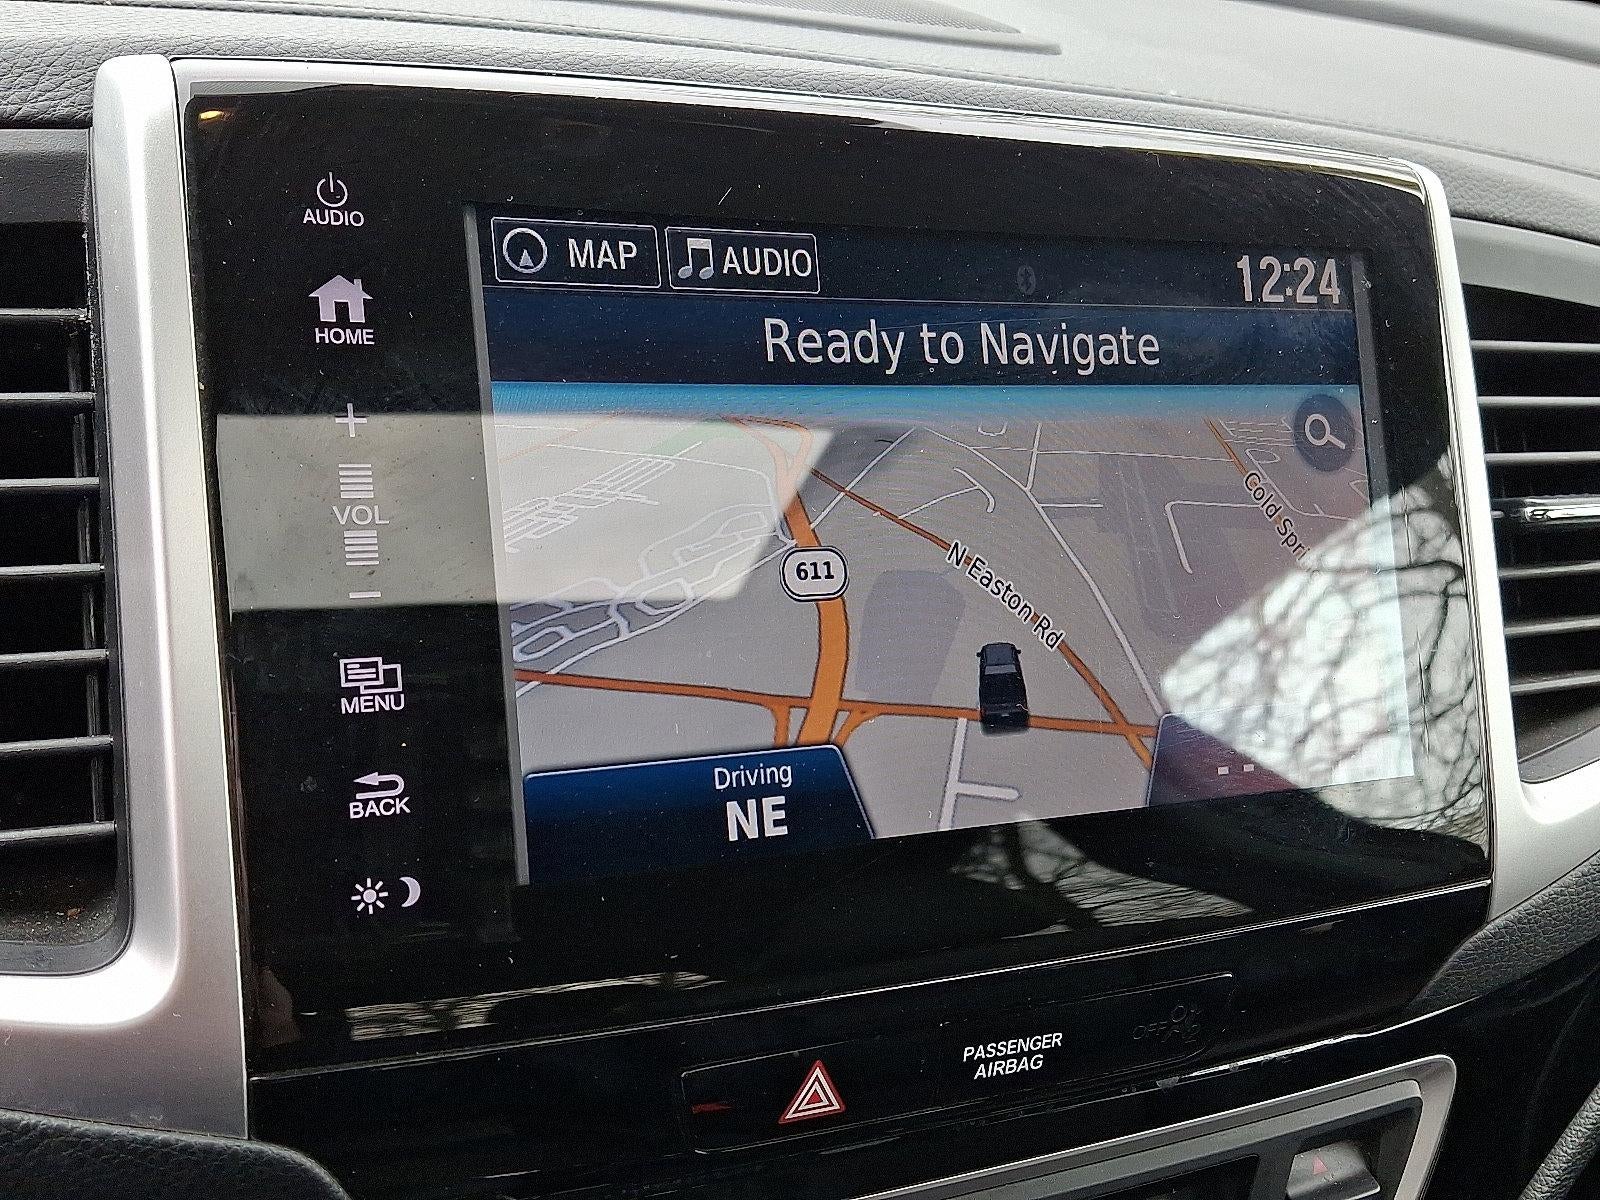 AUDIO
HOME
+
VOL
-
MENU
BACK
MAP
AUDIO
12:24
Ready to Navigate
611
N Easton Rd
Cold Spri
Driving
NE
PASSENGER
AIRBAG
OFF